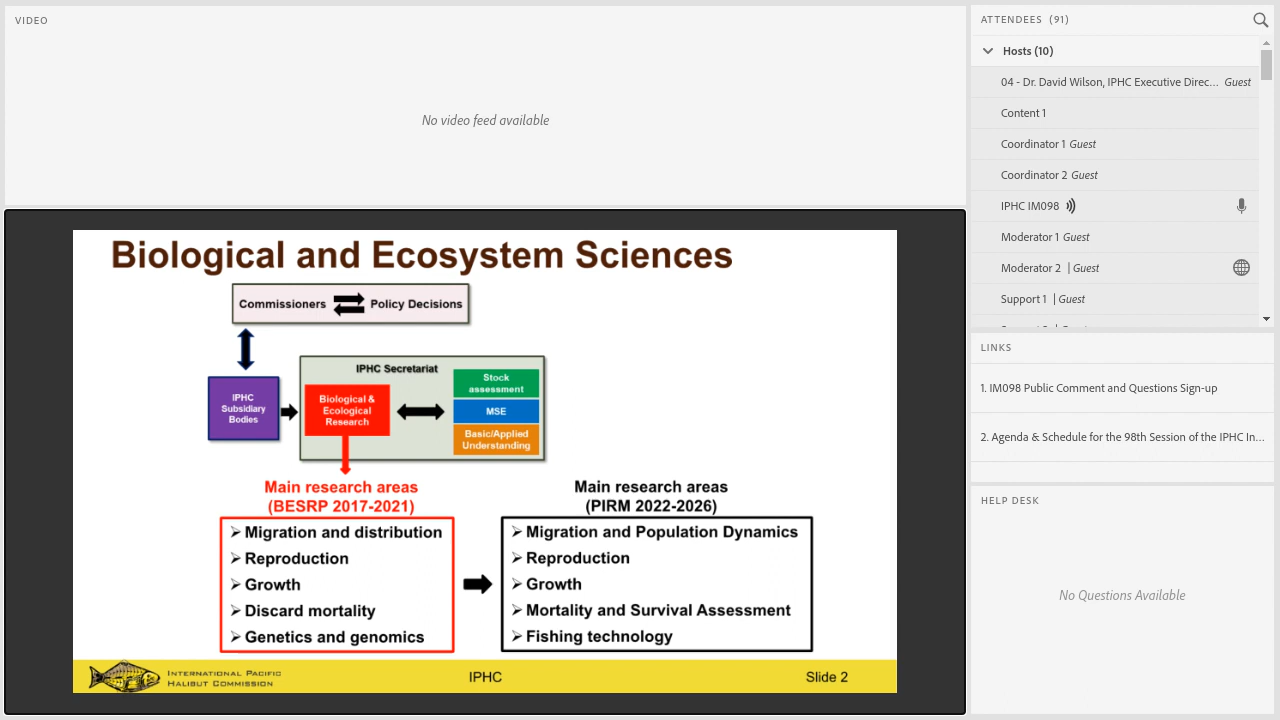 VIDEO
No video feed available
Biological and Ecosystem Sciences
Commissioners
Policy Decisions
IPHC Subsidiary Bodies
IPHC Secretariat
Biological & Ecological Research
Stock assessment
MSE
Basic/Applied Understanding
Main research areas
(BESRP 2017-2021)
➢ Migration and distribution
➢ Reproduction
➢ Growth
➢ Discard mortality
➢ Genetics and genomics
Main research areas
(PIRM 2022-2026)
➢ Migration and Population Dynamics
➢ Reproduction
➢ Growth
➢ Mortality and Survival Assessment
➢ Fishing technology
INTERNATIONAL PACIFIC
HALIBUT COMMISSION
IPHC
Slide 2
ATTENDEES (91)
Hosts (10)
04 - Dr. David Wilson, IPHC Executive Direc... Guest
Content 1
Coordinator 1 Guest
Coordinator 2 Guest
IPHC IM098
Moderator 1 Guest
Moderator 2 | Guest
Support 1 | Guest
LINKS
1. IM098 Public Comment and Questions Sign-up
2. Agenda & Schedule for the 98th Session of the IPHC In...
HELP DESK
No Questions Available